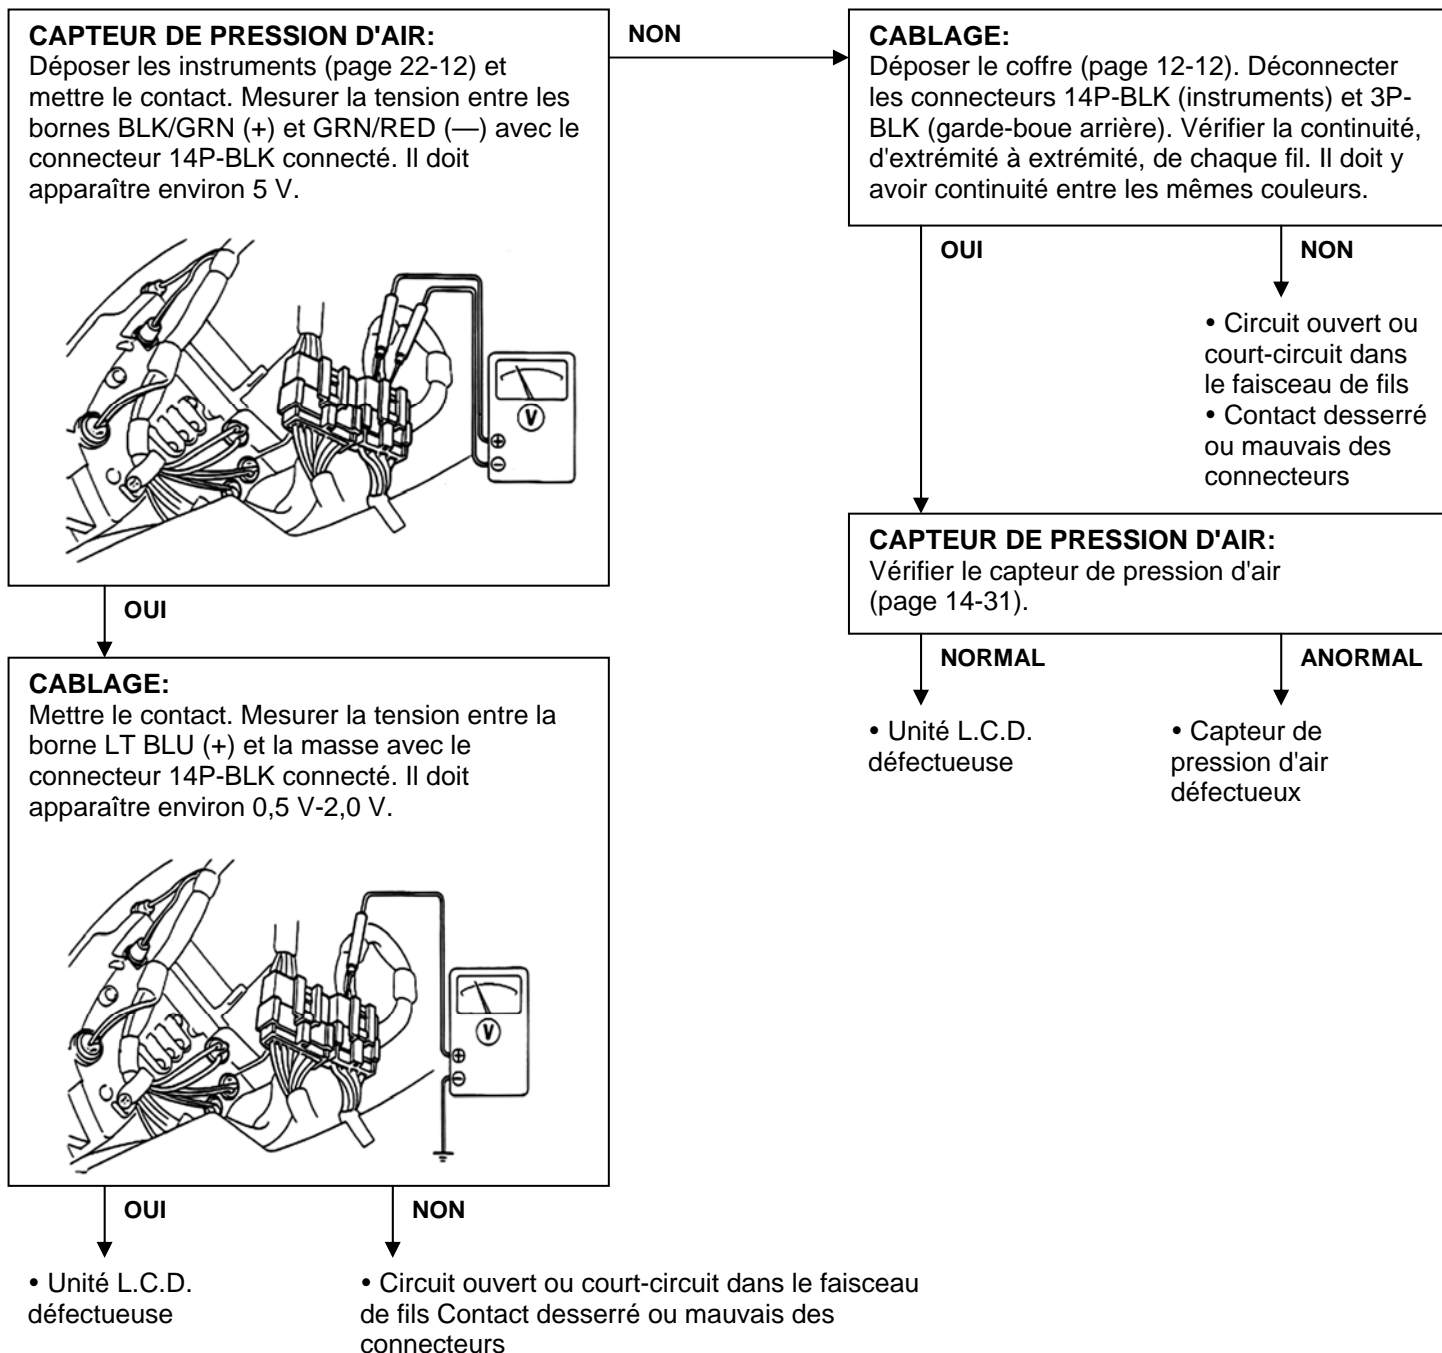 CAPTEUR DE PRESSION D'AIR:
Déposer les instruments (page 22-12) et
mettre le contact. Mesurer la tension entre les
bornes BLK/GRN (+) et GRN/RED (—) avec le
connecteur 14P-BLK connecté. Il doit
apparaître environ 5 V.
V
+
-
NON
CABLAGE:
Déposer le coffre (page 12-12). Déconnecter
les connecteurs 14P-BLK (instruments) et 3P-
BLK (garde-boue arrière). Vérifier la continuité,
d'extrémité à extrémité, de chaque fil. Il doit y
avoir continuité entre les mêmes couleurs.
OUI
NON
• Circuit ouvert ou
court-circuit dans
le faisceau de fils
• Contact desserré
ou mauvais des
connecteurs
CAPTEUR DE PRESSION D'AIR:
Vérifier le capteur de pression d'air
(page 14-31).
NORMAL
ANORMAL
• Unité L.C.D.
défectueuse
• Capteur de
pression d'air
défectueux
OUI
CABLAGE:
Mettre le contact. Mesurer la tension entre la
borne LT BLU (+) et la masse avec le
connecteur 14P-BLK connecté. Il doit
apparaître environ 0,5 V-2,0 V.
V
+
-
OUI
NON
• Unité L.C.D.
défectueuse
• Circuit ouvert ou court-circuit dans le faisceau
de fils Contact desserré ou mauvais des
connecteurs